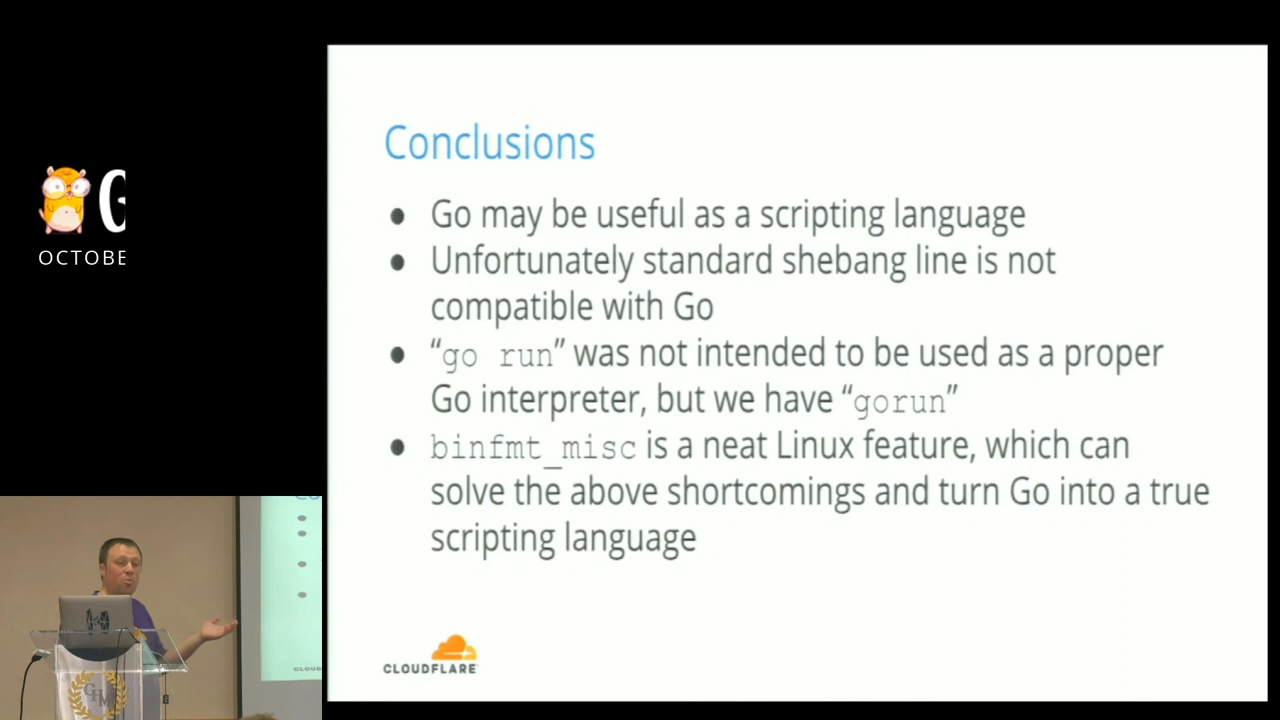 Conclusions
● Go may be useful as a scripting language
● Unfortunately standard shebang line is not
compatible with Go
● “go run” was not intended to be used as a proper
Go interpreter, but we have “gorun”
● binfmt_misc is a neat Linux feature, which can
solve the above shortcomings and turn Go into a true
scripting language
CLOUDFLARE
G
OCTOBE
GHM
CLOUD